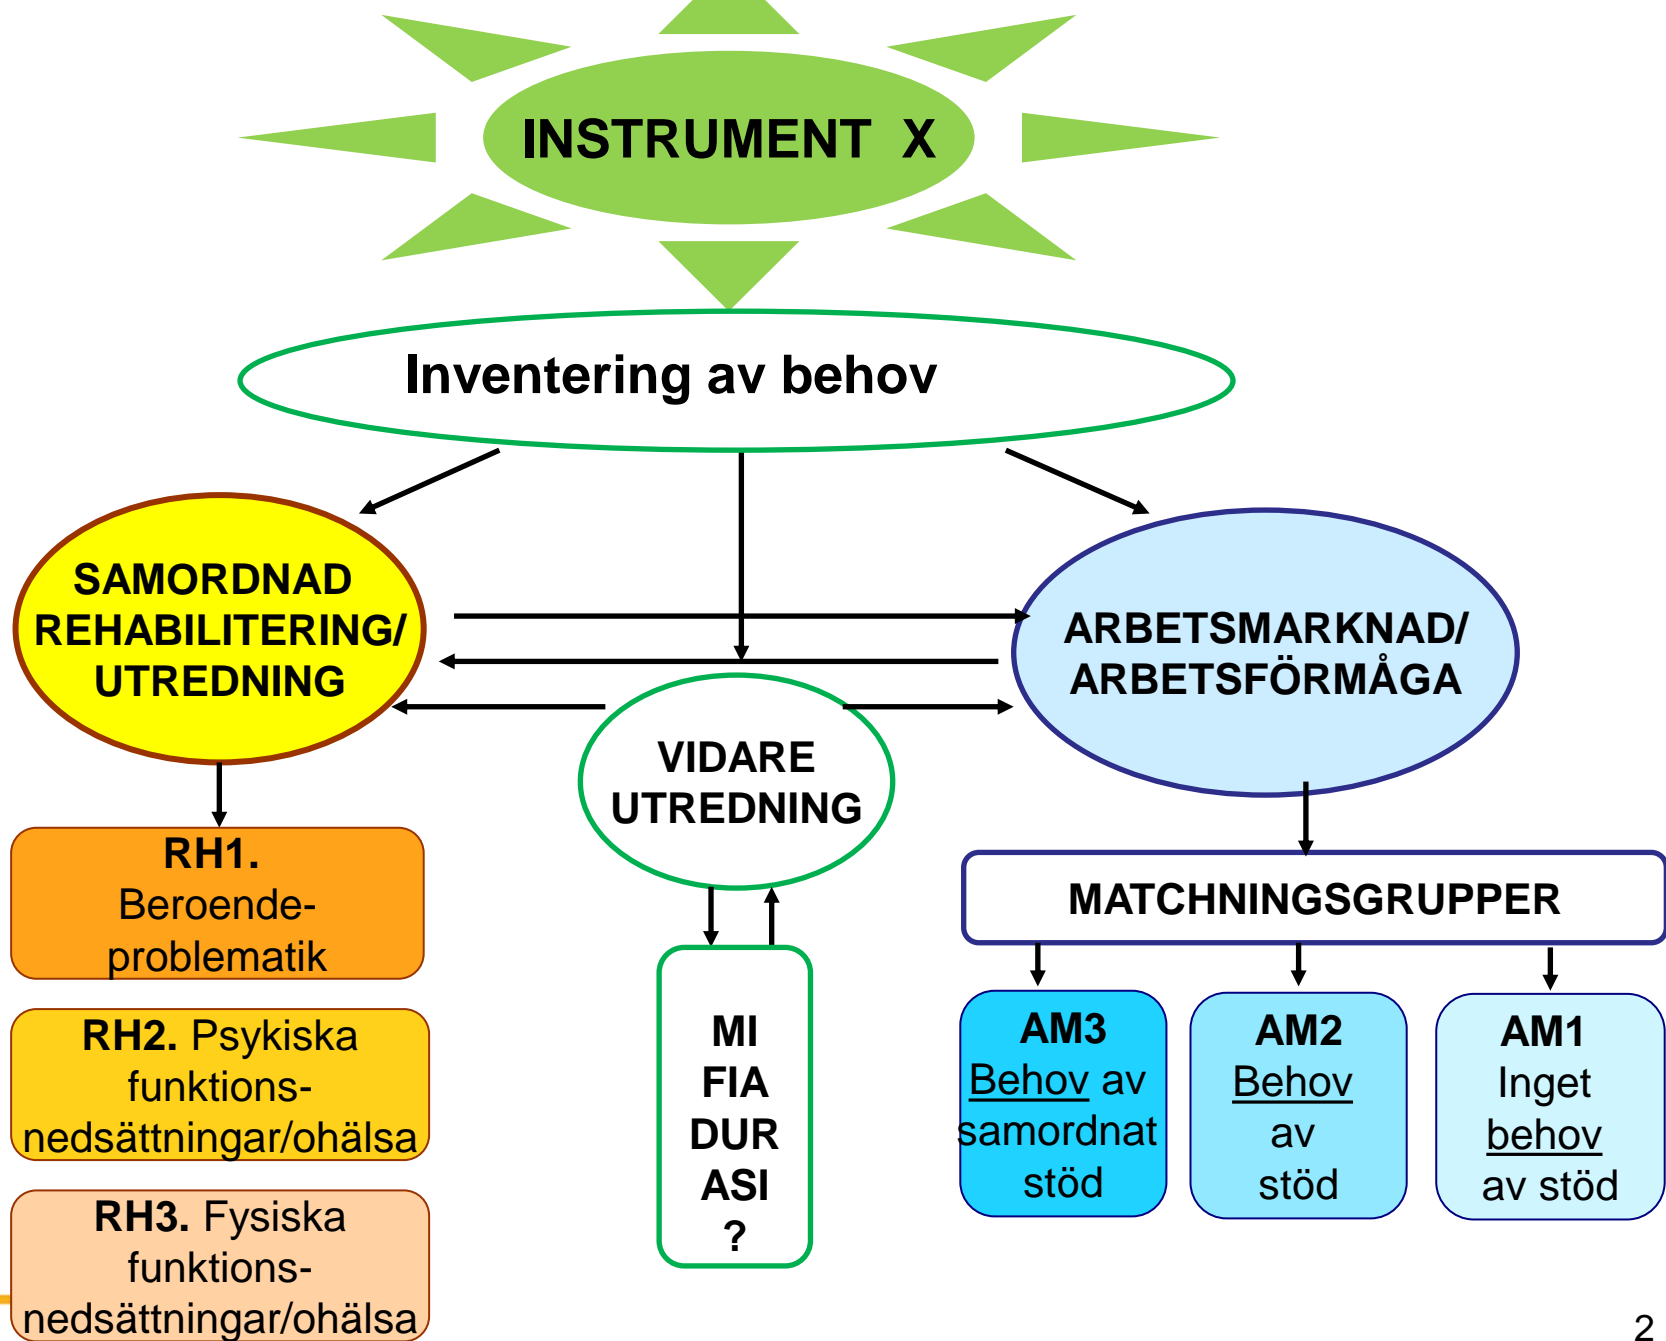 INSTRUMENT  X
Inventering av behov
SAMORDNAD
REHABILITERING/
UTREDNING
ARBETSMARKNAD/
ARBETSFÖRMÅGA
VIDARE
UTREDNING
RH1.
Beroende-
problematik
RH2. Psykiska
funktions-
nedsättningar/ohälsa
RH3. Fysiska
funktions-
nedsättningar/ohälsa
MI
FIA
DUR
ASI
?
MATCHNINGSGRUPPER
AM3
Behov av
samordnat
stöd
AM2
Behov
av
stöd
AM1
Inget
behov
av stöd
2